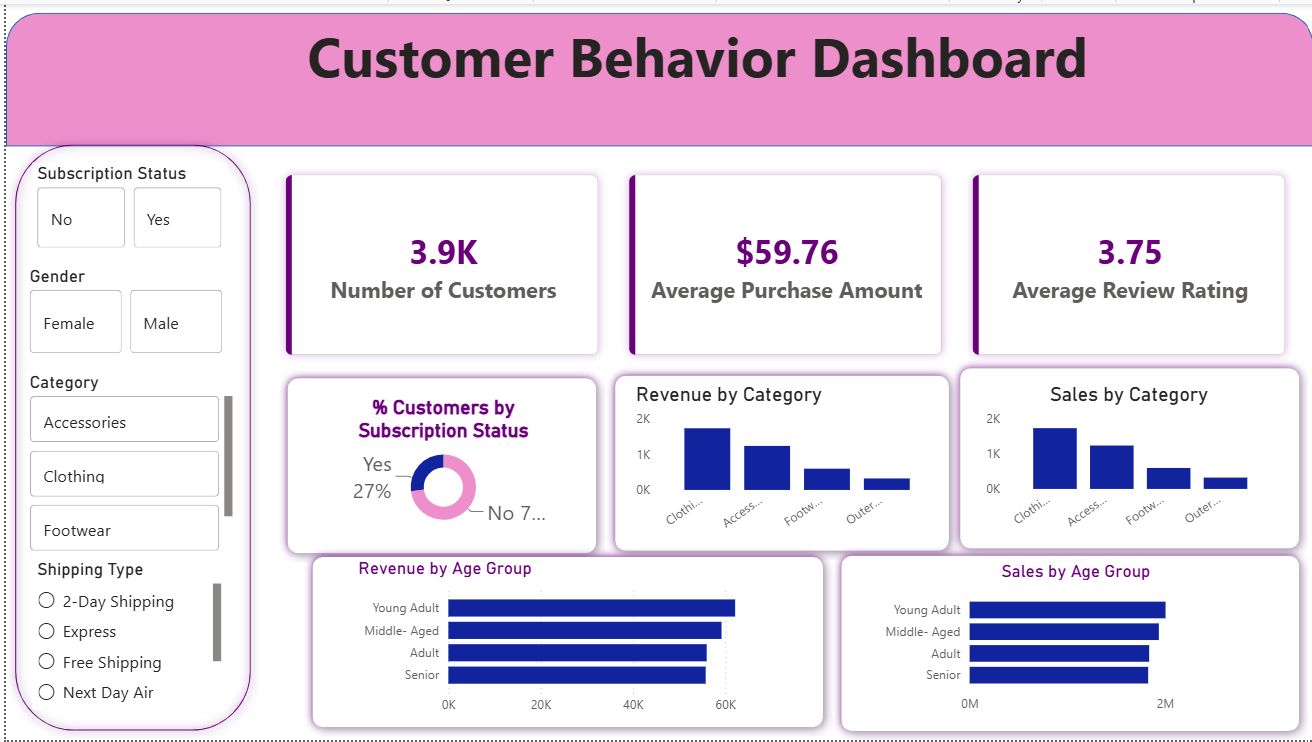 Customer Behavior Dashboard
Subscription Status
No
Yes
Gender
Female
Male
Category
Accessories
Clothing
Footwear
Shipping Type
2-Day Shipping
Express
Free Shipping
Next Day Air
3.9K
Number of Customers
$59.76
Average Purchase Amount
3.75
Average Review Rating
% Customers by
Subscription Status
Yes
27%
No 7...
Revenue by Category
2K
1K
0K
Clothi...
Access...
Footw...
Outer...
Sales by Category
2K
1K
0K
Clothi...
Access...
Footw...
Outer...
Revenue by Age Group
Young Adult
Middle- Aged
Adult
Senior
0K
20K
40K
60K
Sales by Age Group
Young Adult
Middle- Aged
Adult
Senior
0M
2M